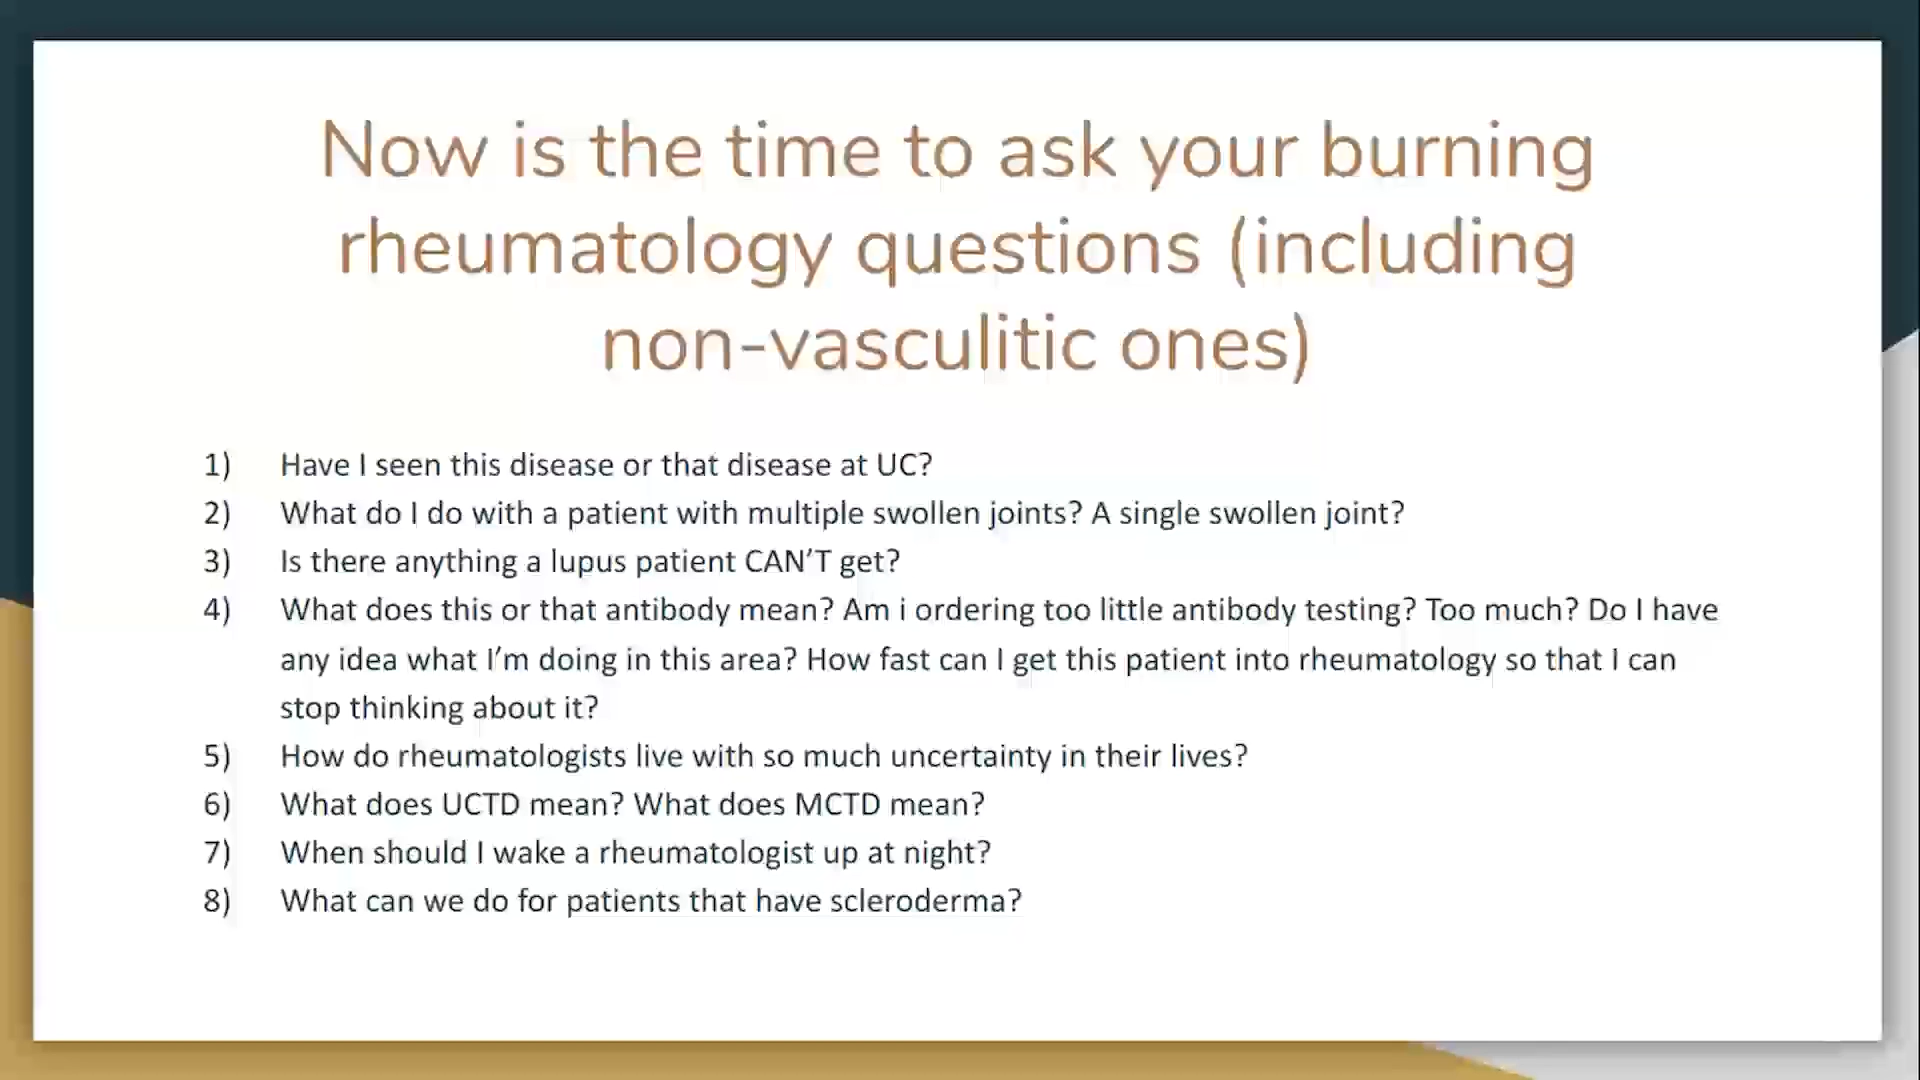 Now is the time to ask your burning
rheumatology questions (including
non-vasculitic ones)
1) Have I seen this disease or that disease at UC?
2) What do I do with a patient with multiple swollen joints? A single swollen joint?
3) Is there anything a lupus patient CAN’T get?
4) What does this or that antibody mean? Am i ordering too little antibody testing? Too much? Do I have
any idea what I’m doing in this area? How fast can I get this patient into rheumatology so that I can
stop thinking about it?
5) How do rheumatologists live with so much uncertainty in their lives?
6) What does UCTD mean? What does MCTD mean?
7) When should I wake a rheumatologist up at night?
8) What can we do for patients that have scleroderma?